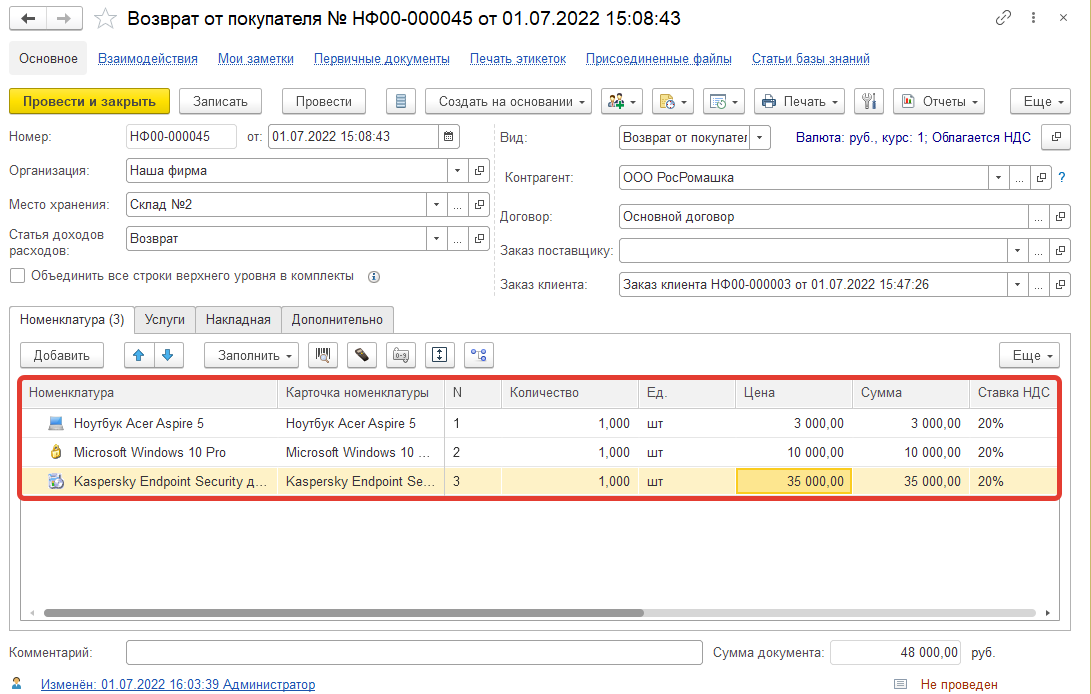 Возврат от покупателя № НФ00-000045 от 01.07.2022 15:08:43
Основное Взаимодействия Мои заметки Первичные документы Печать этикеток Присоединенные файлы Статьи базы знаний
Провести и закрыть Записать Провести Создать на основании Печать Отчеты Еще
Номер: НФ00-000045 от: 01.07.2022 15:08:43 Вид: Возврат от покупател Валюта: руб., курс: 1; Облагается НДС
Организация: Наша фирма Контрагент: ООО РосРомашка ?
Место хранения: Склад №2 Договор: Основной договор
Статья доходов
расходов: Возврат Заказ поставщику:
Объединить все строки верхнего уровня в комплекты Заказ клиента: Заказ клиента НФ00-000003 от 01.07.2022 15:47:26
Номенклатура (3) Услуги Накладная Дополнительно
Добавить Заполнить Еще
Номенклатура Карточка номенклатуры N Количество Ед. Цена Сумма Ставка НДС
Ноутбук Acer Aspire 5 Ноутбук Acer Aspire 5 1 1,000 шт 3 000,00 3 000,00 20%
Microsoft Windows 10 Pro Microsoft Windows 10 ... 2 1,000 шт 10 000,00 10 000,00 20%
Kaspersky Endpoint Security д... Kaspersky Endpoint Se... 3 1,000 шт 35 000,00 35 000,00 20%
Комментарий: Сумма документа: 48 000,00 руб.
Изменён: 01.07.2022 16:03:39 Администратор Не проведен